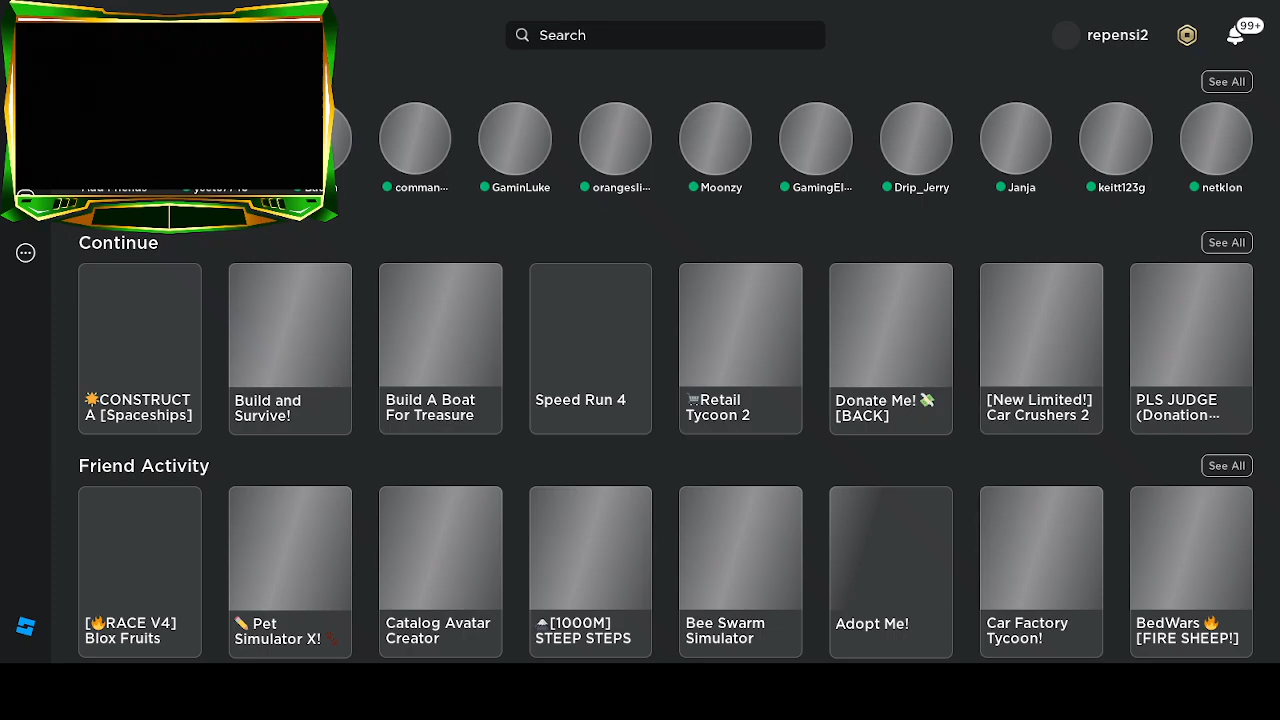 Search
repensi2
99+
See All
Add Friends
comman···
GaminLuke
orangesli···
Moonzy
GamingEl···
Drip_Jerry
Janja
keitt123g
netklon
Continue
See All
☀️CONSTRUCT
A [Spaceships]
Build and
Survive!
Build A Boat
For Treasure
Speed Run 4
🛒Retail
Tycoon 2
Donate Me! 💸
[BACK]
[New Limited!]
Car Crushers 2
PLS JUDGE
(Donation···
Friend Activity
See All
[🔥RACE V4]
Blox Fruits
✏️ Pet
Simulator X! 🐾
Catalog Avatar
Creator
🌋[1000M]
STEEP STEPS
Bee Swarm
Simulator
Adopt Me!
Car Factory
Tycoon!
BedWars 🔥
[FIRE SHEEP!]